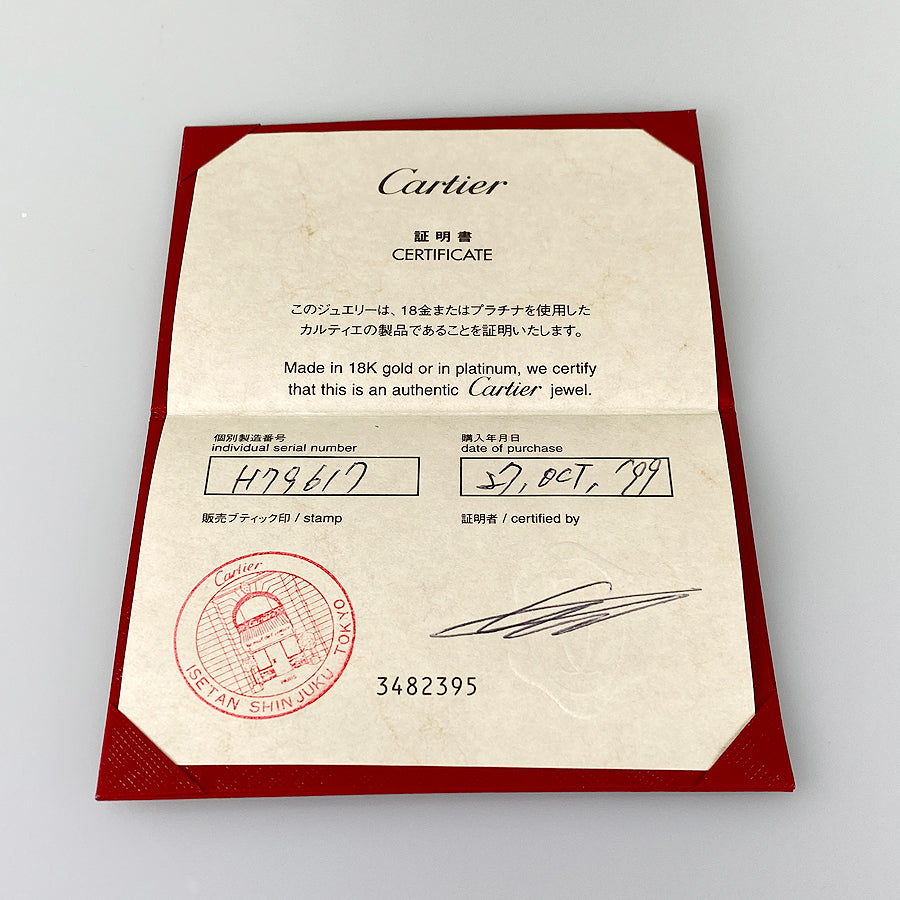 Cartier
証明書
CERTIFICATE
このジュエリーは、18金またはプラチナを使用した
カルティエの製品であることを証明いたします。
Made in 18K gold or in platinum, we certify
that this is an authentic Cartier jewel.
個別製造番号
individual serial number
H79617
購入年月日
date of purchase
27, OCT, '99
販売ブティック印 / stamp
証明者 / certified by
Cartier
ISETAN SHINJUKU TOKYO
3482395